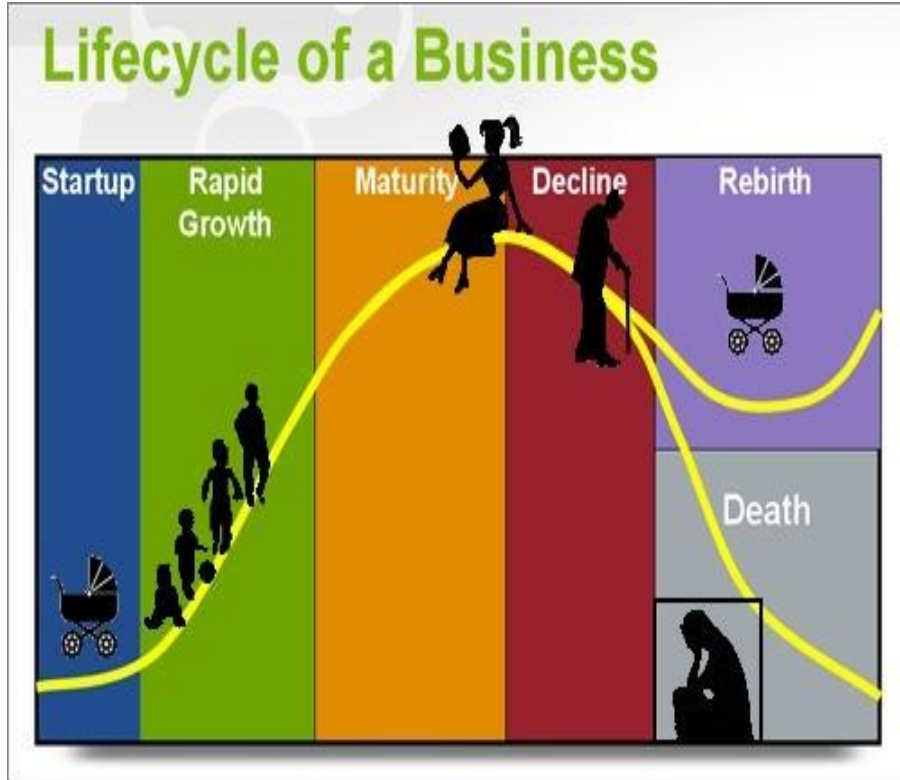 Lifecycle of a Business
Startup
Rapid
Growth
Maturity
Decline
Rebirth
Death